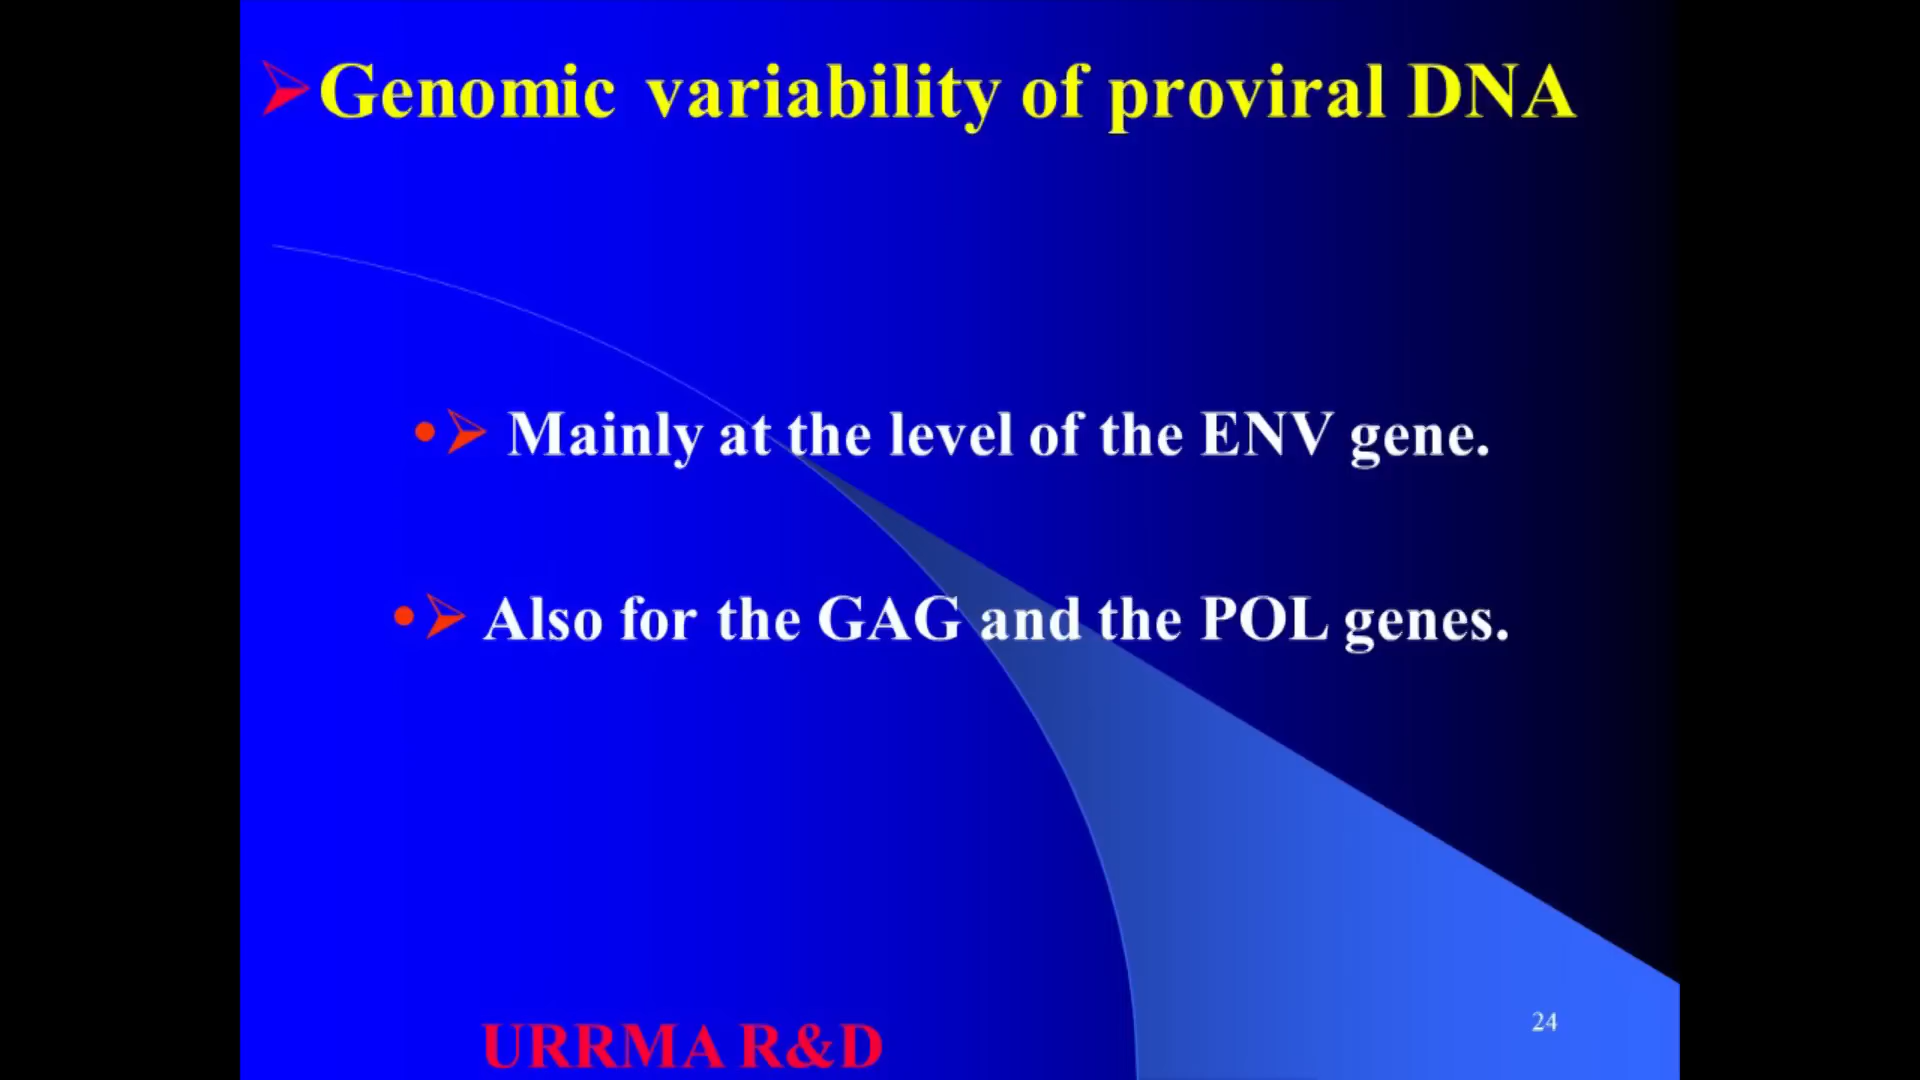 Genomic variability of proviral DNA
Mainly at the level of the ENV gene.
Also for the GAG and the POL genes.
24
URRMA R&D